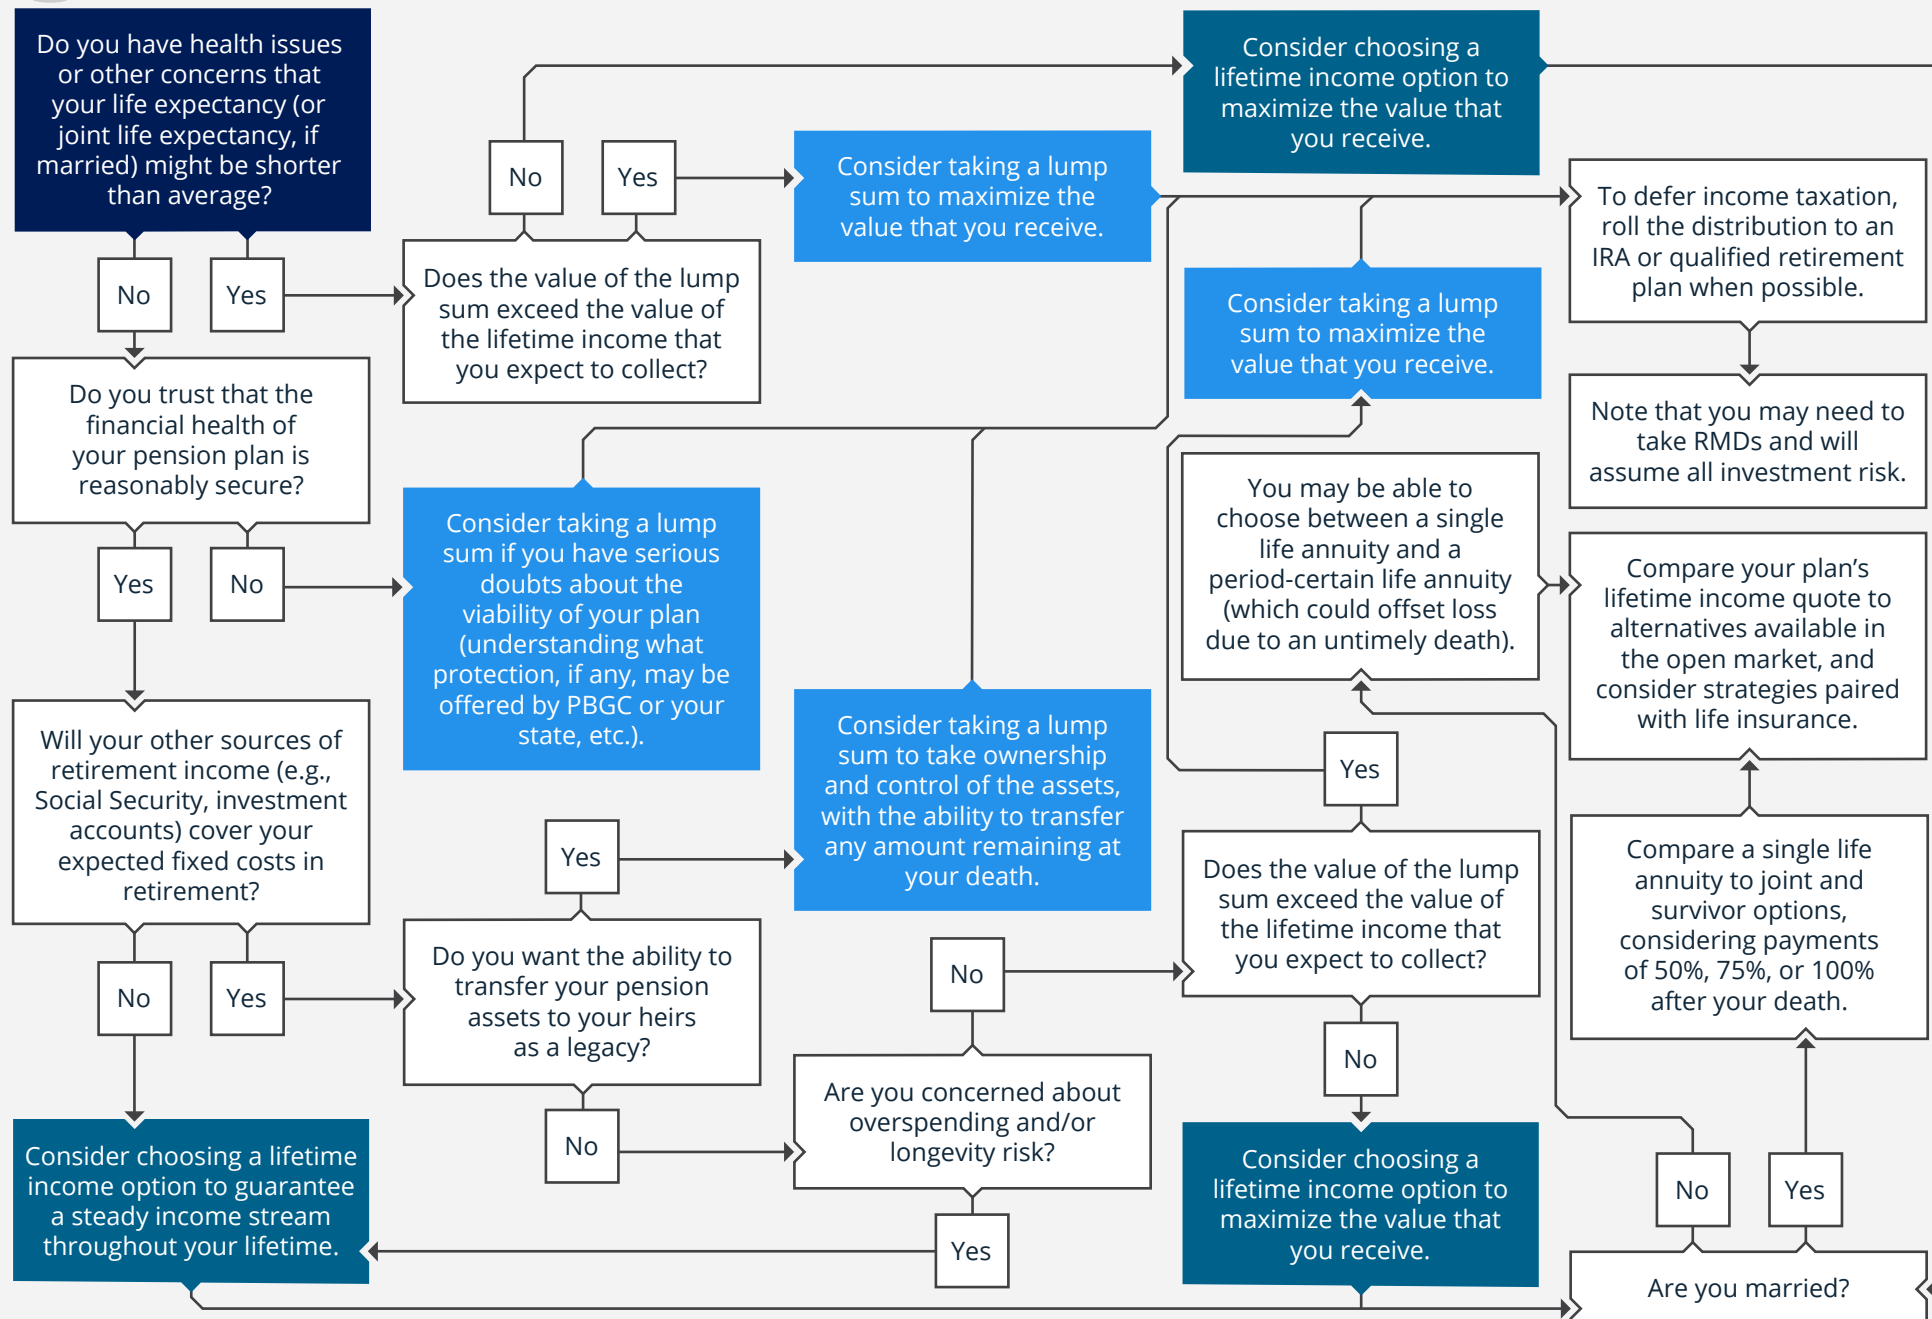 Do you have health issues
or other concerns that
your life expectancy (or
joint life expectancy, if
married) might be shorter
than average?
No
Yes
Does the value of the lump
sum exceed the value of
the lifetime income that
you expect to collect?
No
Yes
Consider taking a lump
sum to maximize the
value that you receive.
Consider choosing a
lifetime income option to
maximize the value that
you receive.
To defer income taxation,
roll the distribution to an
IRA or qualified retirement
plan when possible.
Note that you may need to
take RMDs and will
assume all investment risk.
Do you trust that the
financial health of
your pension plan is
reasonably secure?
Yes
No
Consider taking a lump
sum if you have serious
doubts about the
viability of your plan
(understanding what
protection, if any, may be
offered by PBGC or your
state, etc.).
Will your other sources of
retirement income (e.g.,
Social Security, investment
accounts) cover your
expected fixed costs in
retirement?
No
Yes
Do you want the ability to
transfer your pension
assets to your heirs
as a legacy?
Yes
No
Consider taking a lump
sum to take ownership
and control of the assets,
with the ability to transfer
any amount remaining at
your death.
Are you concerned about
overspending and/or
longevity risk?
No
Yes
Does the value of the lump
sum exceed the value of
the lifetime income that
you expect to collect?
Yes
No
Consider taking a lump
sum to maximize the
value that you receive.
Consider choosing a
lifetime income option to
maximize the value that
you receive.
Consider choosing a lifetime
income option to guarantee
a steady income stream
throughout your lifetime.
Are you married?
No
Yes
You may be able to
choose between a single
life annuity and a
period-certain life annuity
(which could offset loss
due to an untimely death).
Compare a single life
annuity to joint and
survivor options,
considering payments
of 50%, 75%, or 100%
after your death.
Compare your plan’s
lifetime income quote to
alternatives available in
the open market, and
consider strategies paired
with life insurance.